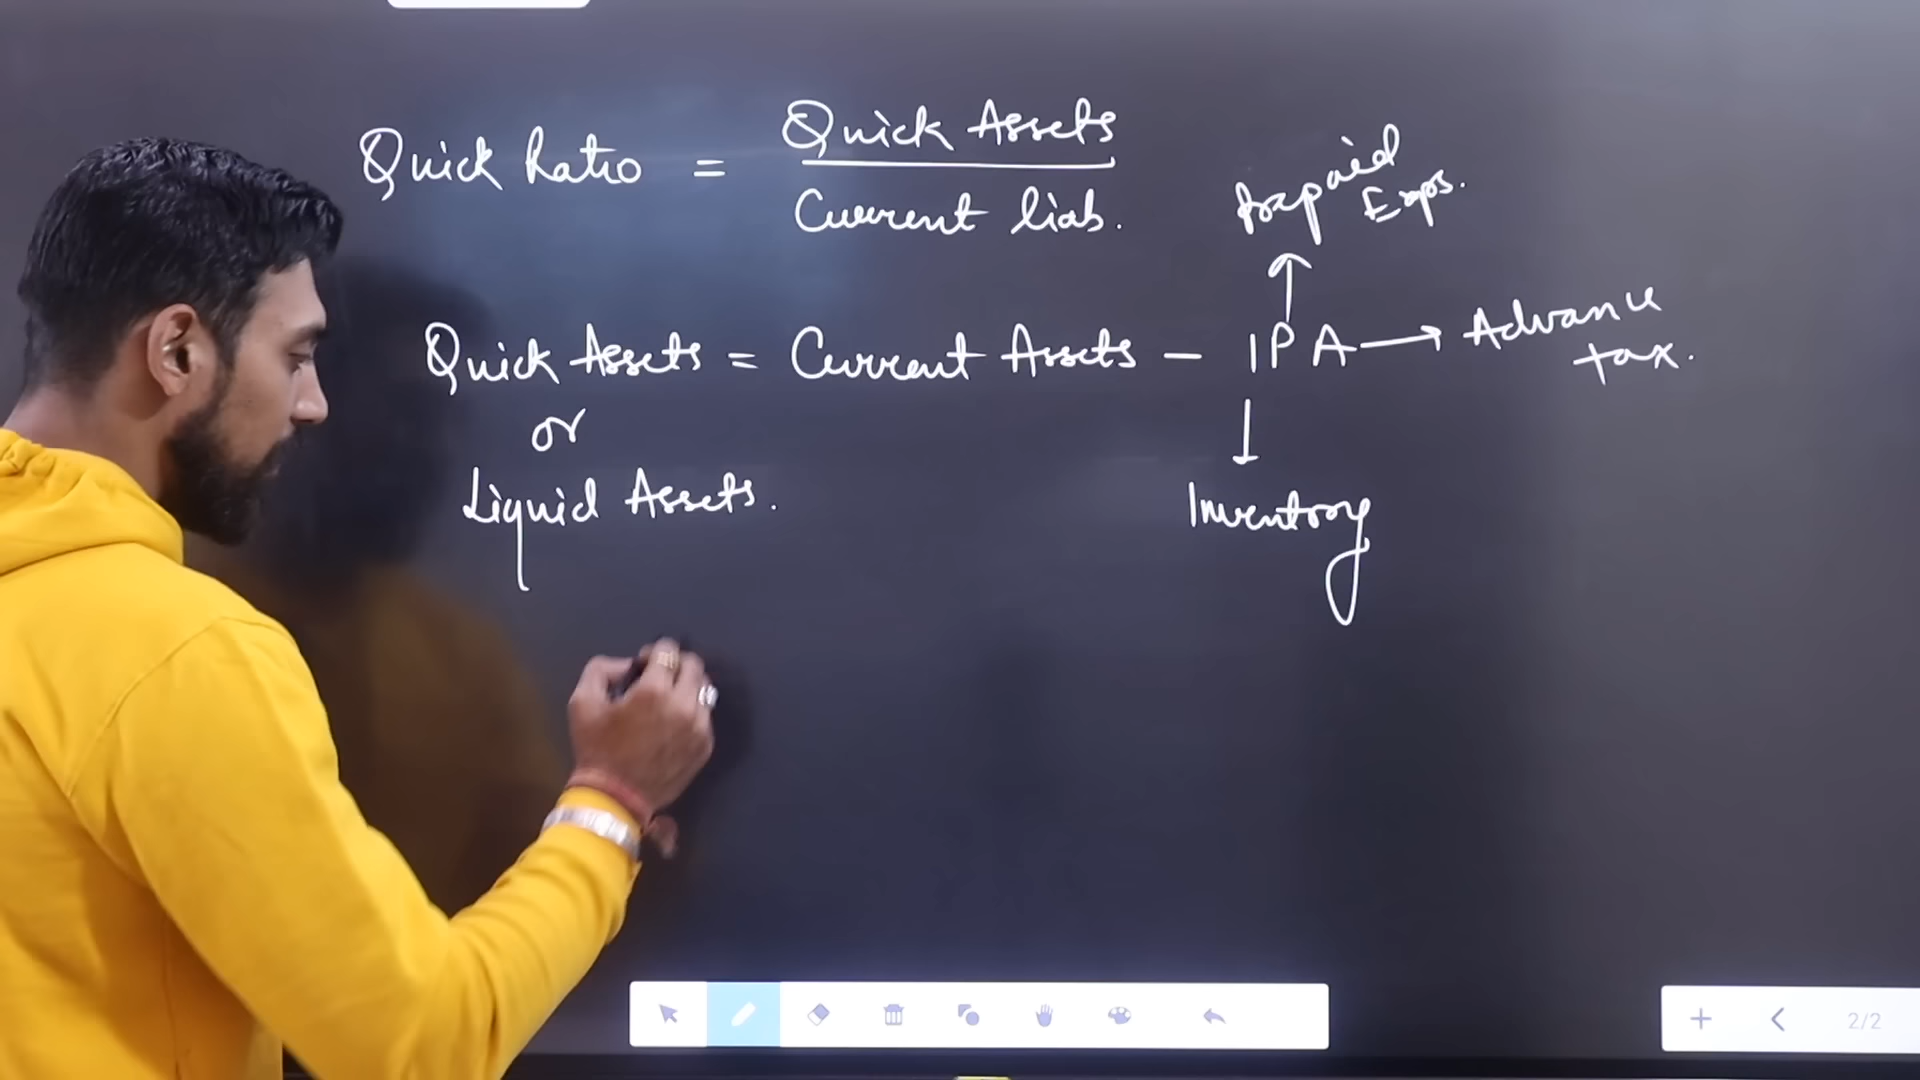 Quick Ratio = Quick Assets
Current liab.
Prepaid
Exps.
Quick Assets = Current Assets – IPA → Advance
tax.
or
Liquid Assets.
Inventory
2/2